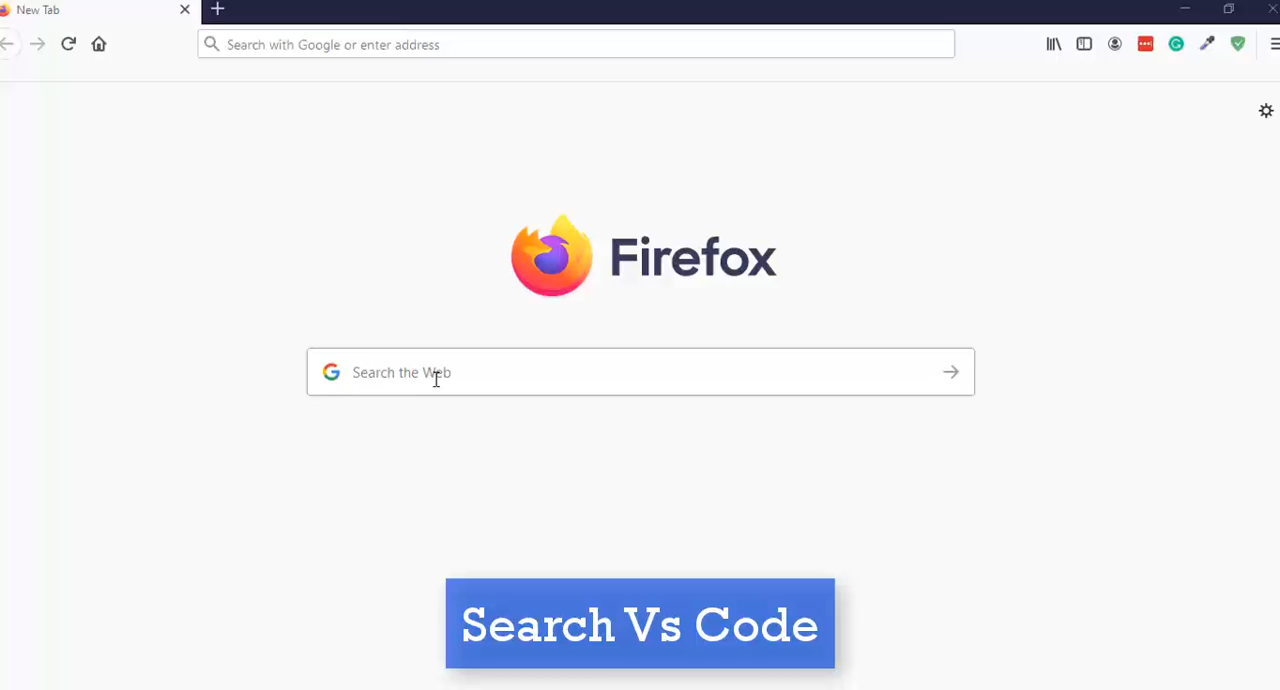 New Tab
Search with Google or enter address
Firefox
Search the Web
Search Vs Code